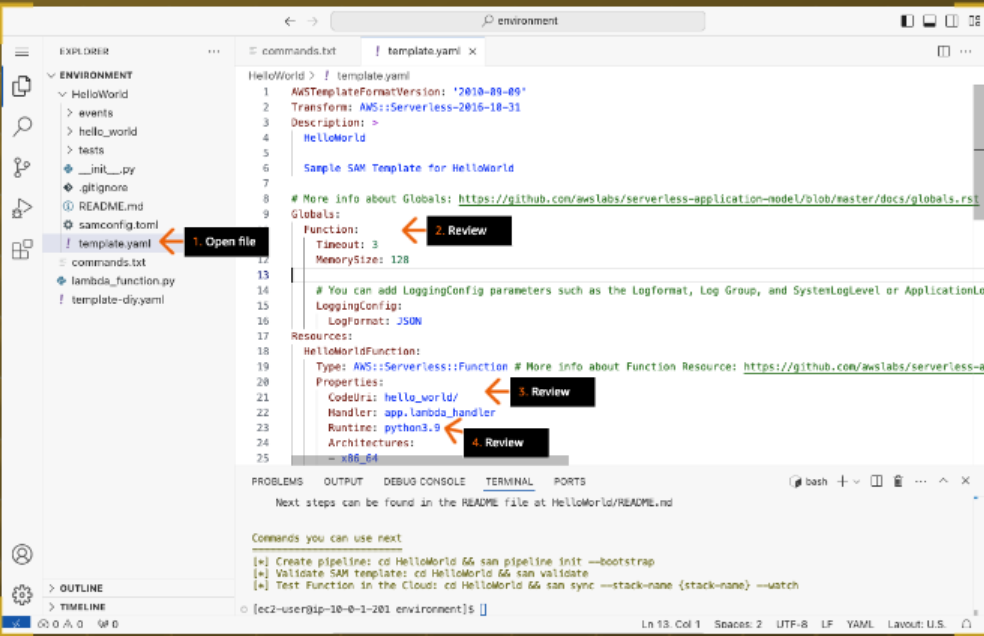 environment
EXPLORER
ENVIRONMENT
HelloWorld
events
hello_world
tests
__init__.py
.gitignore
README.md
samconfig.toml
template.yaml
commands.txt
lambda_function.py
template-diy.yaml
1. Open file
OUTLINE
TIMELINE
commands.txt
template.yaml
HelloWorld > ! template.yaml
1 AWSTemplateFormatVersion: '2010-09-09'
2 Transform: AWS::Serverless-2016-10-31
3 Description: >
4 HelloWorld
5
6 Sample SAM Template for HelloWorld
7
8 # More info about Globals: https://github.com/awslabs/serverless-application-model/blob/master/docs/globals.rst
9 Globals:
Function:
2. Review
Timeout: 3
12 MemorySize: 128
13
14 # You can add LoggingConfig parameters such as the Logformat, Log Group, and SystemLogLevel or ApplicationLo
15 LoggingConfig:
16 LogFormat: JSON
17 Resources:
18 HelloWorldFunction:
19 Type: AWS::Serverless::Function # More info about Function Resource: https://github.com/awslabs/serverless-a
20 Properties:
21 CodeUri: hello_world/
3. Review
22 Handler: app.lambda_handler
23 Runtime: python3.9
4. Review
24 Architectures:
25 - x86_64
PROBLEMS OUTPUT DEBUG CONSOLE TERMINAL PORTS
bash
Next steps can be found in the README file at HelloWorld/README.md
Commands you can use next
=========================
[*] Create pipeline: cd HelloWorld && sam pipeline init --bootstrap
[*] Validate SAM template: cd HelloWorld && sam validate
[*] Test Function in the Cloud: cd HelloWorld && sam sync --stack-name {stack-name} --watch
[ec2-user@ip-10-0-1-201 environment]$
0 0 0
Ln 13, Col 1 Spaces: 2 UTF-8 LF YAML Layout: U.S.